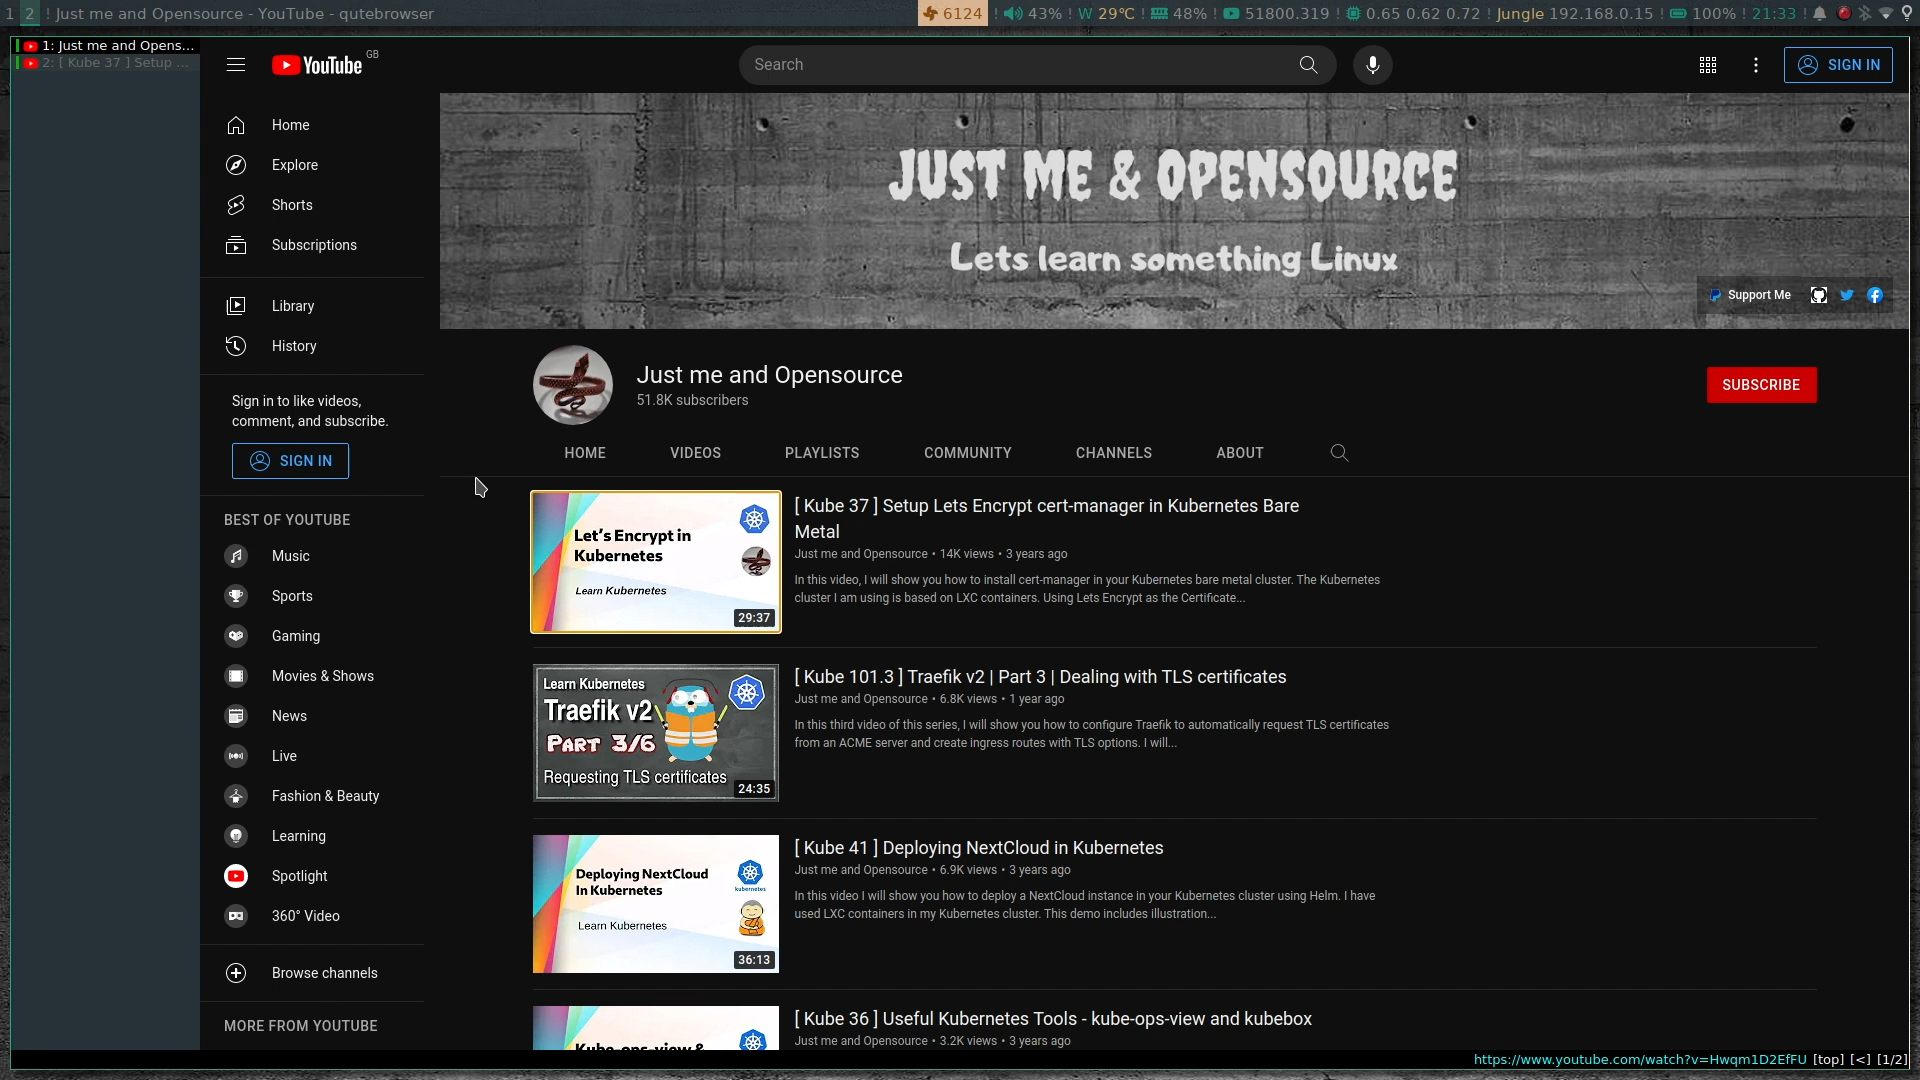 1 2 ! Just me and Opensource - YouTube - qutebrowser
6124 ! 43% ! W 29℃ ! 48% ! 51800.319 ! 0.65 0.62 0.72 ! Jungle 192.168.0.15 ! 100% ! 21:33 !
1: Just me and Opens...
2: [ Kube 37 ] Setup ...
YouTube GB
Search
SIGN IN
Home
Explore
Shorts
Subscriptions
Library
History
Sign in to like videos,
comment, and subscribe.
SIGN IN
BEST OF YOUTUBE
Music
Sports
Gaming
Movies & Shows
News
Live
Fashion & Beauty
Learning
Spotlight
360° Video
Browse channels
MORE FROM YOUTUBE
JUST ME & OPENSOURCE
Lets learn something Linux
Support Me
Just me and Opensource
51.8K subscribers
SUBSCRIBE
HOME VIDEOS PLAYLISTS COMMUNITY CHANNELS ABOUT
Let's Encrypt in
Kubernetes
Learn Kubernetes
29:37
[ Kube 37 ] Setup Lets Encrypt cert-manager in Kubernetes Bare
Metal
Just me and Opensource • 14K views • 3 years ago
In this video, I will show you how to install cert-manager in your Kubernetes bare metal cluster. The Kubernetes
cluster I am using is based on LXC containers. Using Lets Encrypt as the Certificate...
Learn Kubernetes
Traefik v2
PART 3/6
Requesting TLS certificates
24:35
[ Kube 101.3 ] Traefik v2 | Part 3 | Dealing with TLS certificates
Just me and Opensource • 6.8K views • 1 year ago
In this third video of this series, I will show you how to configure Traefik to automatically request TLS certificates
from an ACME server and create ingress routes with TLS options. I will...
Deploying NextCloud
In Kubernetes
kubernetes
Learn Kubernetes
36:13
[ Kube 41 ] Deploying NextCloud in Kubernetes
Just me and Opensource • 6.9K views • 3 years ago
In this video I will show you how to deploy a NextCloud instance in your Kubernetes cluster using Helm. I have
used LXC containers in my Kubernetes cluster. This demo includes illustration...
Kube-ops-view &
[ Kube 36 ] Useful Kubernetes Tools - kube-ops-view and kubebox
Just me and Opensource • 3.2K views • 3 years ago
https://www.youtube.com/watch?v=Hwqm1D2EfFU [top] [<] [1/2]